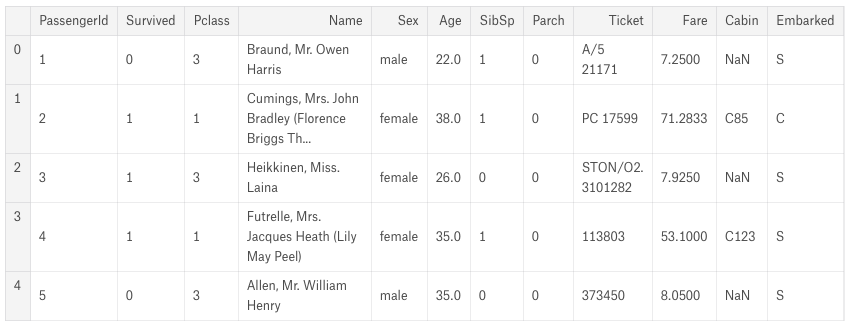 PassengerId Survived Pclass Name Sex Age SibSp Parch Ticket Fare Cabin Embarked
0 1 0 3 Braund, Mr. Owen Harris male 22.0 1 0 A/5 21171 7.2500 NaN S
1 2 1 1 Cumings, Mrs. John Bradley (Florence Briggs Th... female 38.0 1 0 PC 17599 71.2833 C85 C
2 3 1 3 Heikkinen, Miss. Laina female 26.0 0 0 STON/O2. 3101282 7.9250 NaN S
3 4 1 1 Futrelle, Mrs. Jacques Heath (Lily May Peel) female 35.0 1 0 113803 53.1000 C123 S
4 5 0 3 Allen, Mr. William Henry male 35.0 0 0 373450 8.0500 NaN S